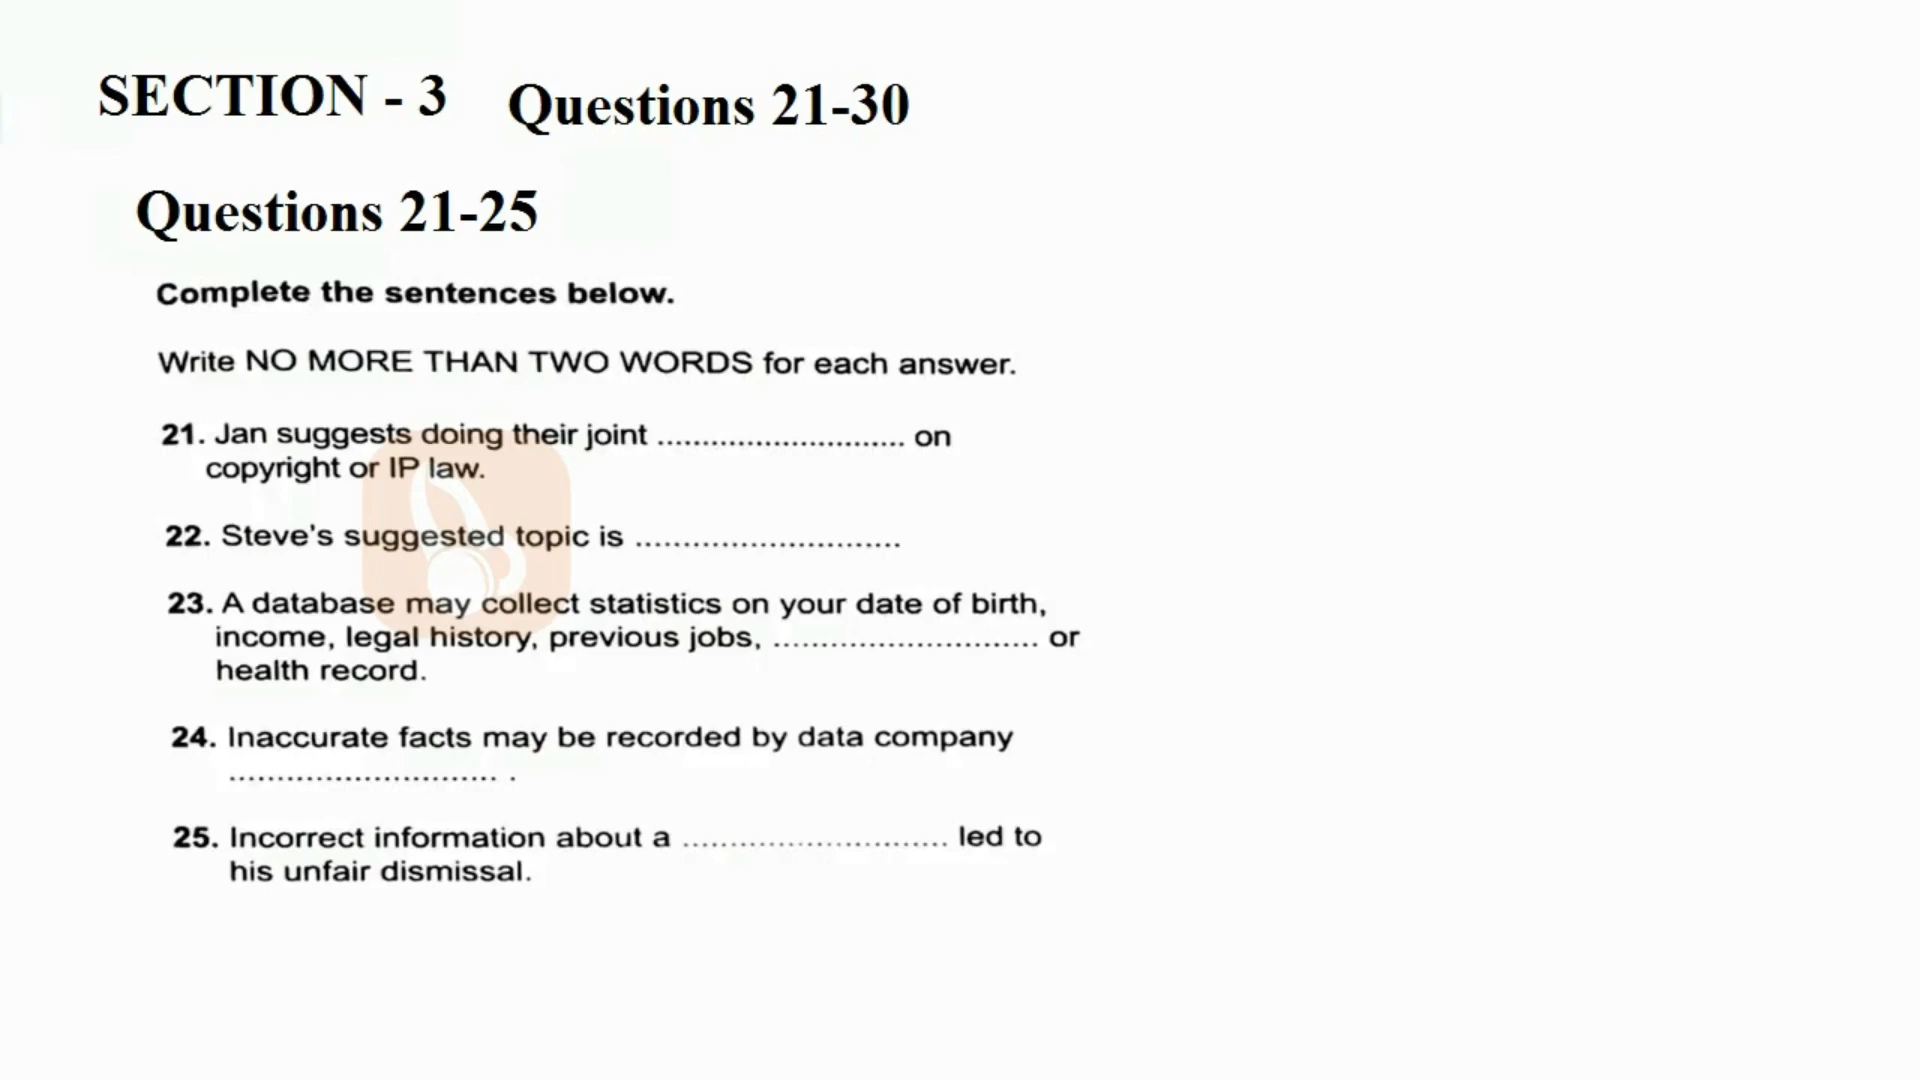 SECTION - 3 Questions 21-30
Questions 21-25
Complete the sentences below.
Write NO MORE THAN TWO WORDS for each answer.
21. Jan suggests doing their joint .......................... on
copyright or IP law.
22. Steve's suggested topic is ............................
23. A database may collect statistics on your date of birth,
income, legal history, previous jobs, ............................ or
health record.
24. Inaccurate facts may be recorded by data company
............................ .
25. Incorrect information about a ............................ led to
his unfair dismissal.